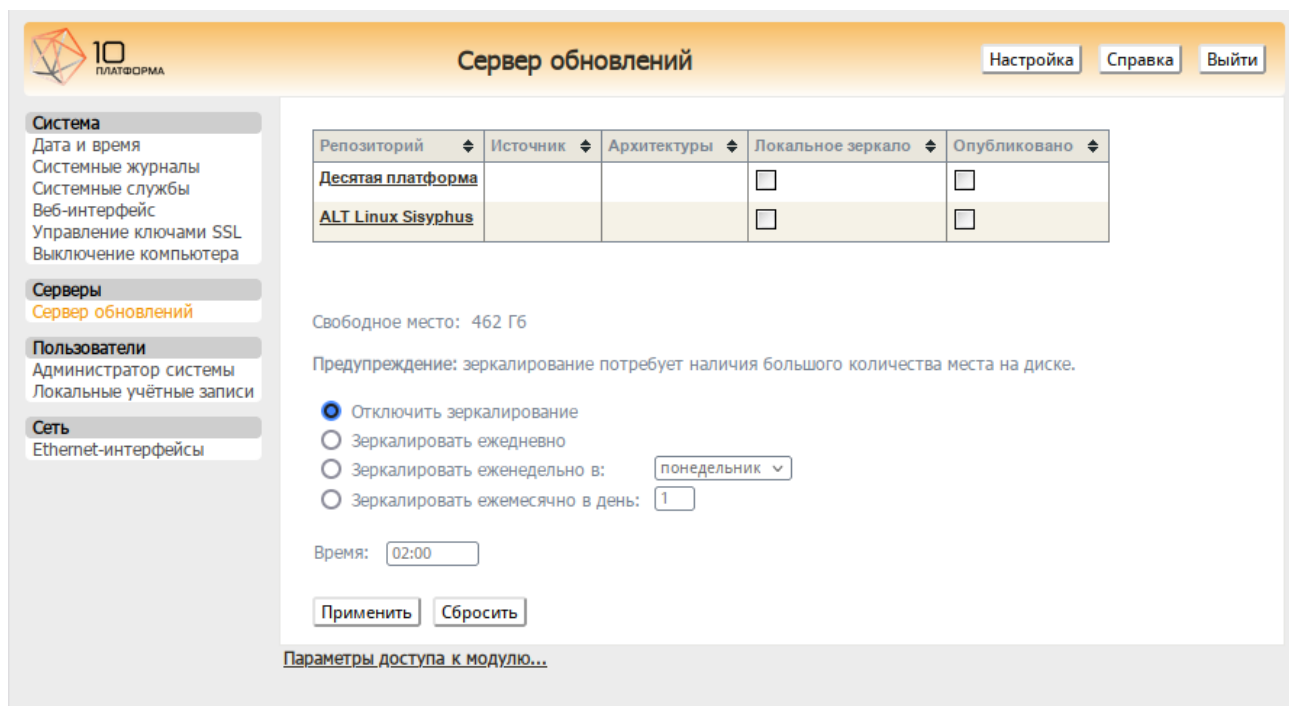 10
ПЛАТФОРМА
Сервер обновлений
Настройка Справка Выйти
Система
Дата и время
Системные журналы
Системные службы
Веб-интерфейс
Управление ключами SSL
Выключение компьютера
Серверы
Сервер обновлений
Пользователи
Администратор системы
Локальные учётные записи
Сеть
Ethernet-интерфейсы
Репозиторий Источник Архитектуры Локальное зеркало Опубликовано
Десятая платформа
ALT Linux Sisyphus
Свободное место: 462 Гб
Предупреждение: зеркалирование потребует наличия большого количества места на диске.
Отключить зеркалирование
Зеркалировать ежедневно
Зеркалировать еженедельно в: понедельник
Зеркалировать ежемесячно в день: 1
Время: 02:00
Применить Сбросить
Параметры доступа к модулю...